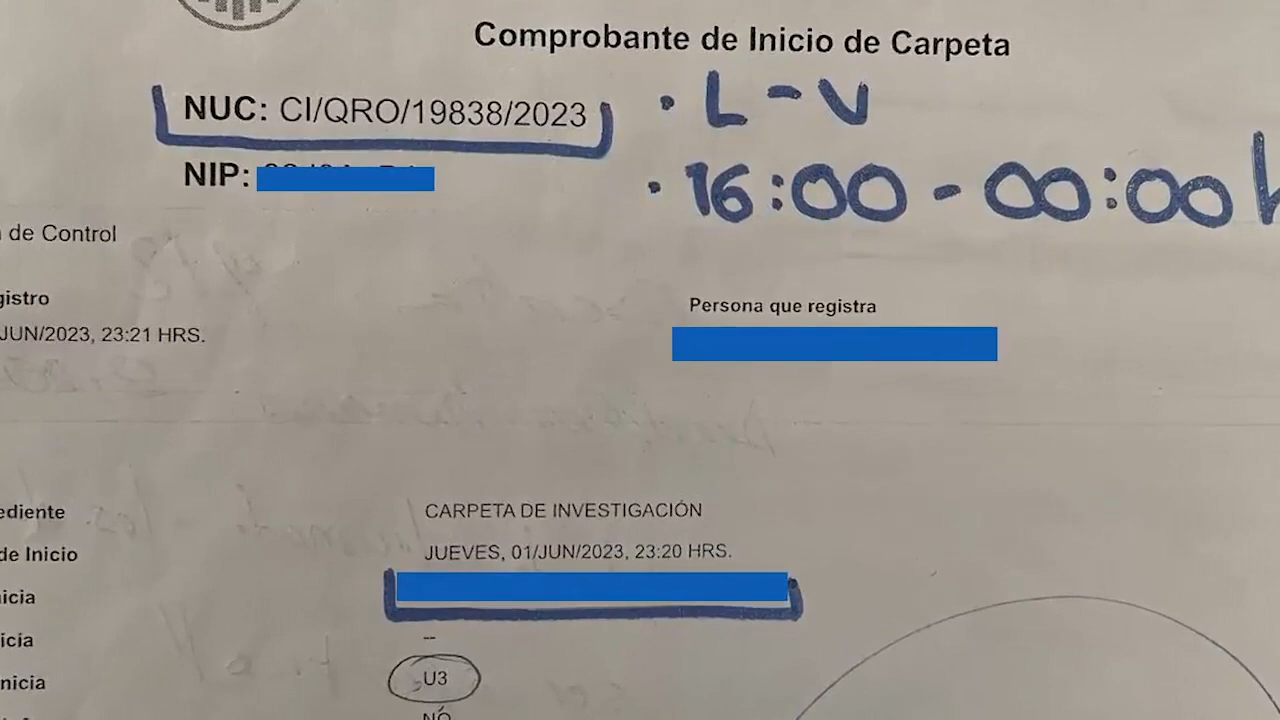 Comprobante de Inicio de Carpeta
NUC: CI/QRO/19838/2023
· L - V
NIP:
· 16:00 - 00:00 h
de Control
gistro
Persona que registra
JUN/2023, 23:21 HRS.
ediente
CARPETA DE INVESTIGACIÓN
de Inicio
JUEVES, 01/JUN/2023, 23:20 HRS.
icia
icia
--
nicia
U3
NO